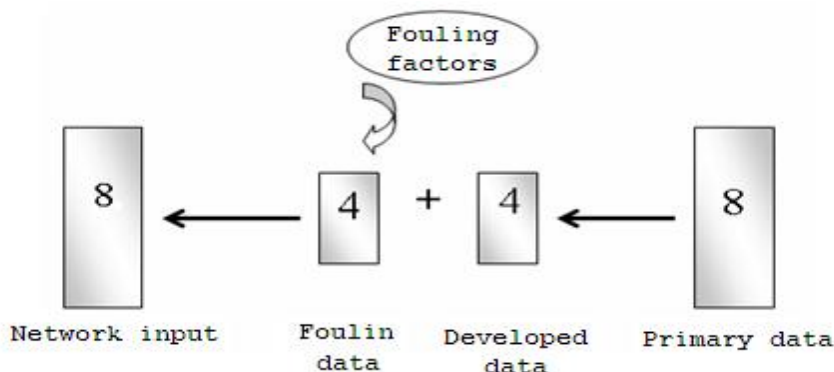 Fouling
factors
8
4
+
4
8
Network input
Foulin
data
Developed
data
Primary data